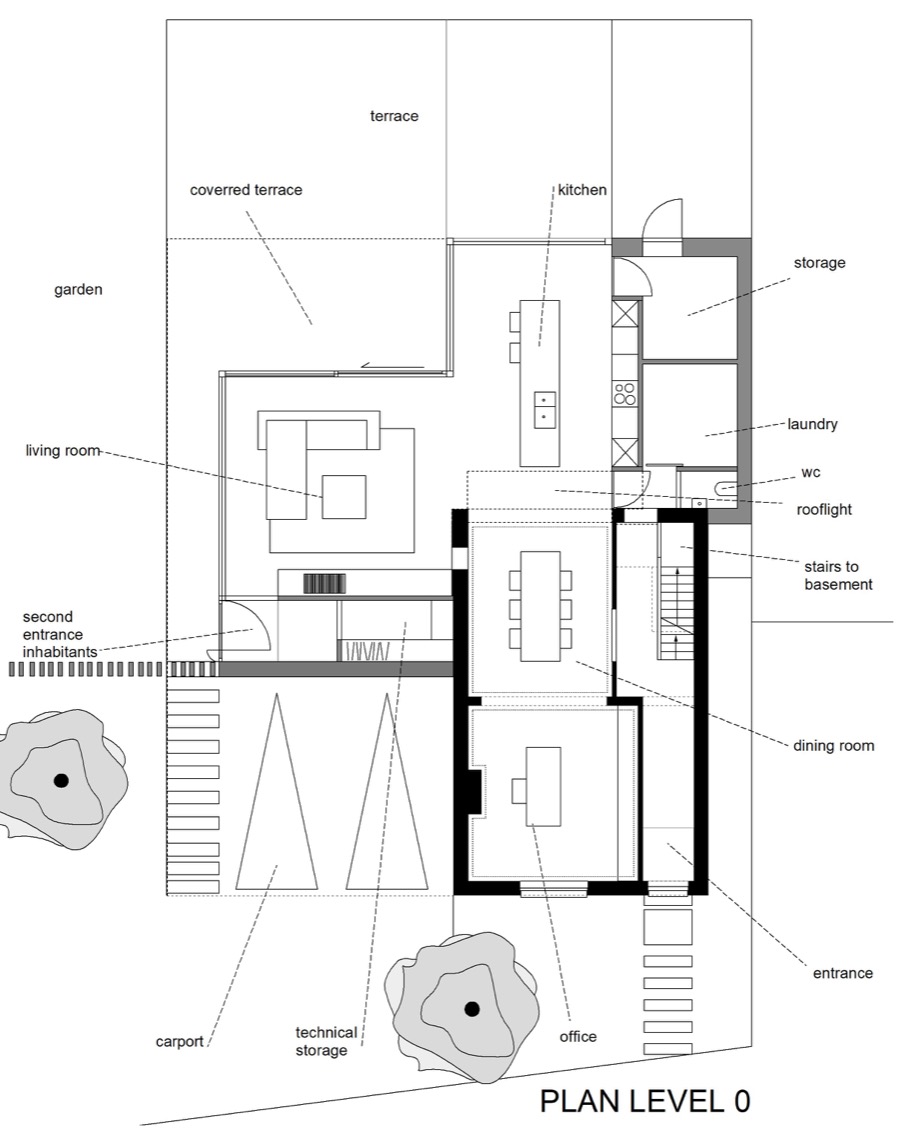 terrace
coverred terrace
kitchen
storage
garden
laundry
living room
wc
rooflight
stairs to
basement
second
entrance
inhabitants
dining room
entrance
technical
storage
office
carport
PLAN LEVEL 0